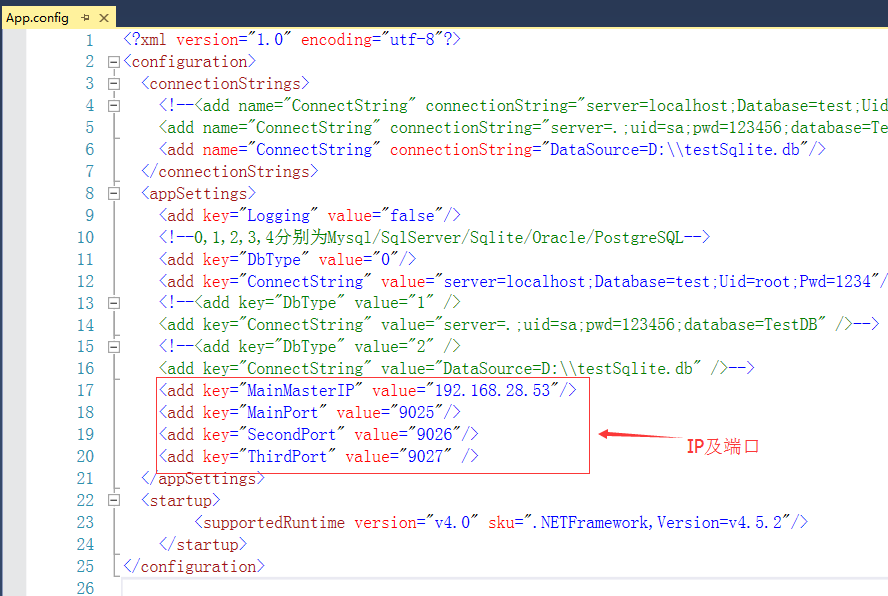 App.config
1 <?xml version="1.0" encoding="utf-8"?>
2 <configuration>
3 <connectionStrings>
4 <!--<add name="ConnectString" connectionString="server=localhost;Database=test;Uid
5 <add name="ConnectString" connectionString="server=.;uid=sa;pwd=123456;database=Te
6 <add name="ConnectString" connectionString="DataSource=D:\\testSqlite.db"/>
7 </connectionStrings>
8 <appSettings>
9 <add key="Logging" value="false"/>
10 <!--0,1,2,3,4分别为Mysql/SqlServer/Sqlite/Oracle/PostgreSQL-->
11 <add key="DbType" value="0"/>
12 <add key="ConnectString" value="server=localhost;Database=test;Uid=root;Pwd=1234"/
13 <!--<add key="DbType" value="1" />
14 <add key="ConnectString" value="server=.;uid=sa;pwd=123456;database=TestDB" />-->
15 <!--<add key="DbType" value="2" />
16 <add key="ConnectString" value="DataSource=D:\\testSqlite.db" />-->
17 <add key="MainMasterIP" value="192.168.28.53"/>
18 <add key="MainPort" value="9025"/>
19 <add key="SecondPort" value="9026"/>
IP及端口
20 <add key="ThirdPort" value="9027" />
21 </appSettings>
22 <startup>
23 <supportedRuntime version="v4.0" sku=".NETFramework,Version=v4.5.2"/>
24 </startup>
25 </configuration>
26